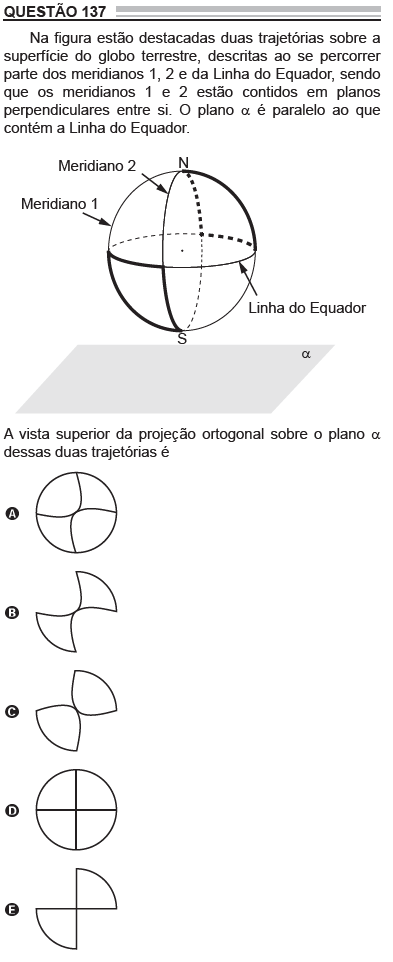 QUESTÃO 137
Na figura estão destacadas duas trajetórias sobre a
superfície do globo terrestre, descritas ao se percorrer
parte dos meridianos 1, 2 e da Linha do Equador, sendo
que os meridianos 1 e 2 estão contidos em planos
perpendiculares entre si. O plano α é paralelo ao que
contém a Linha do Equador.
N
Meridiano 2
Meridiano 1
Linha do Equador
S
α
A vista superior da projeção ortogonal sobre o plano α
dessas duas trajetórias é
A
B
C
D
E